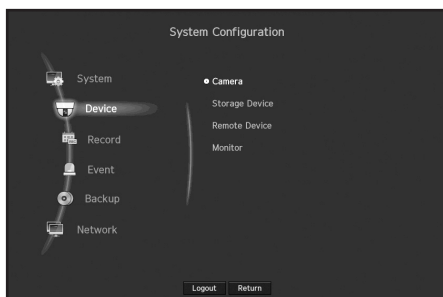 System Configuration
System
Device
Record
Event
Backup
Network
Camera
Storage Device
Remote Device
Monitor
Logout Return